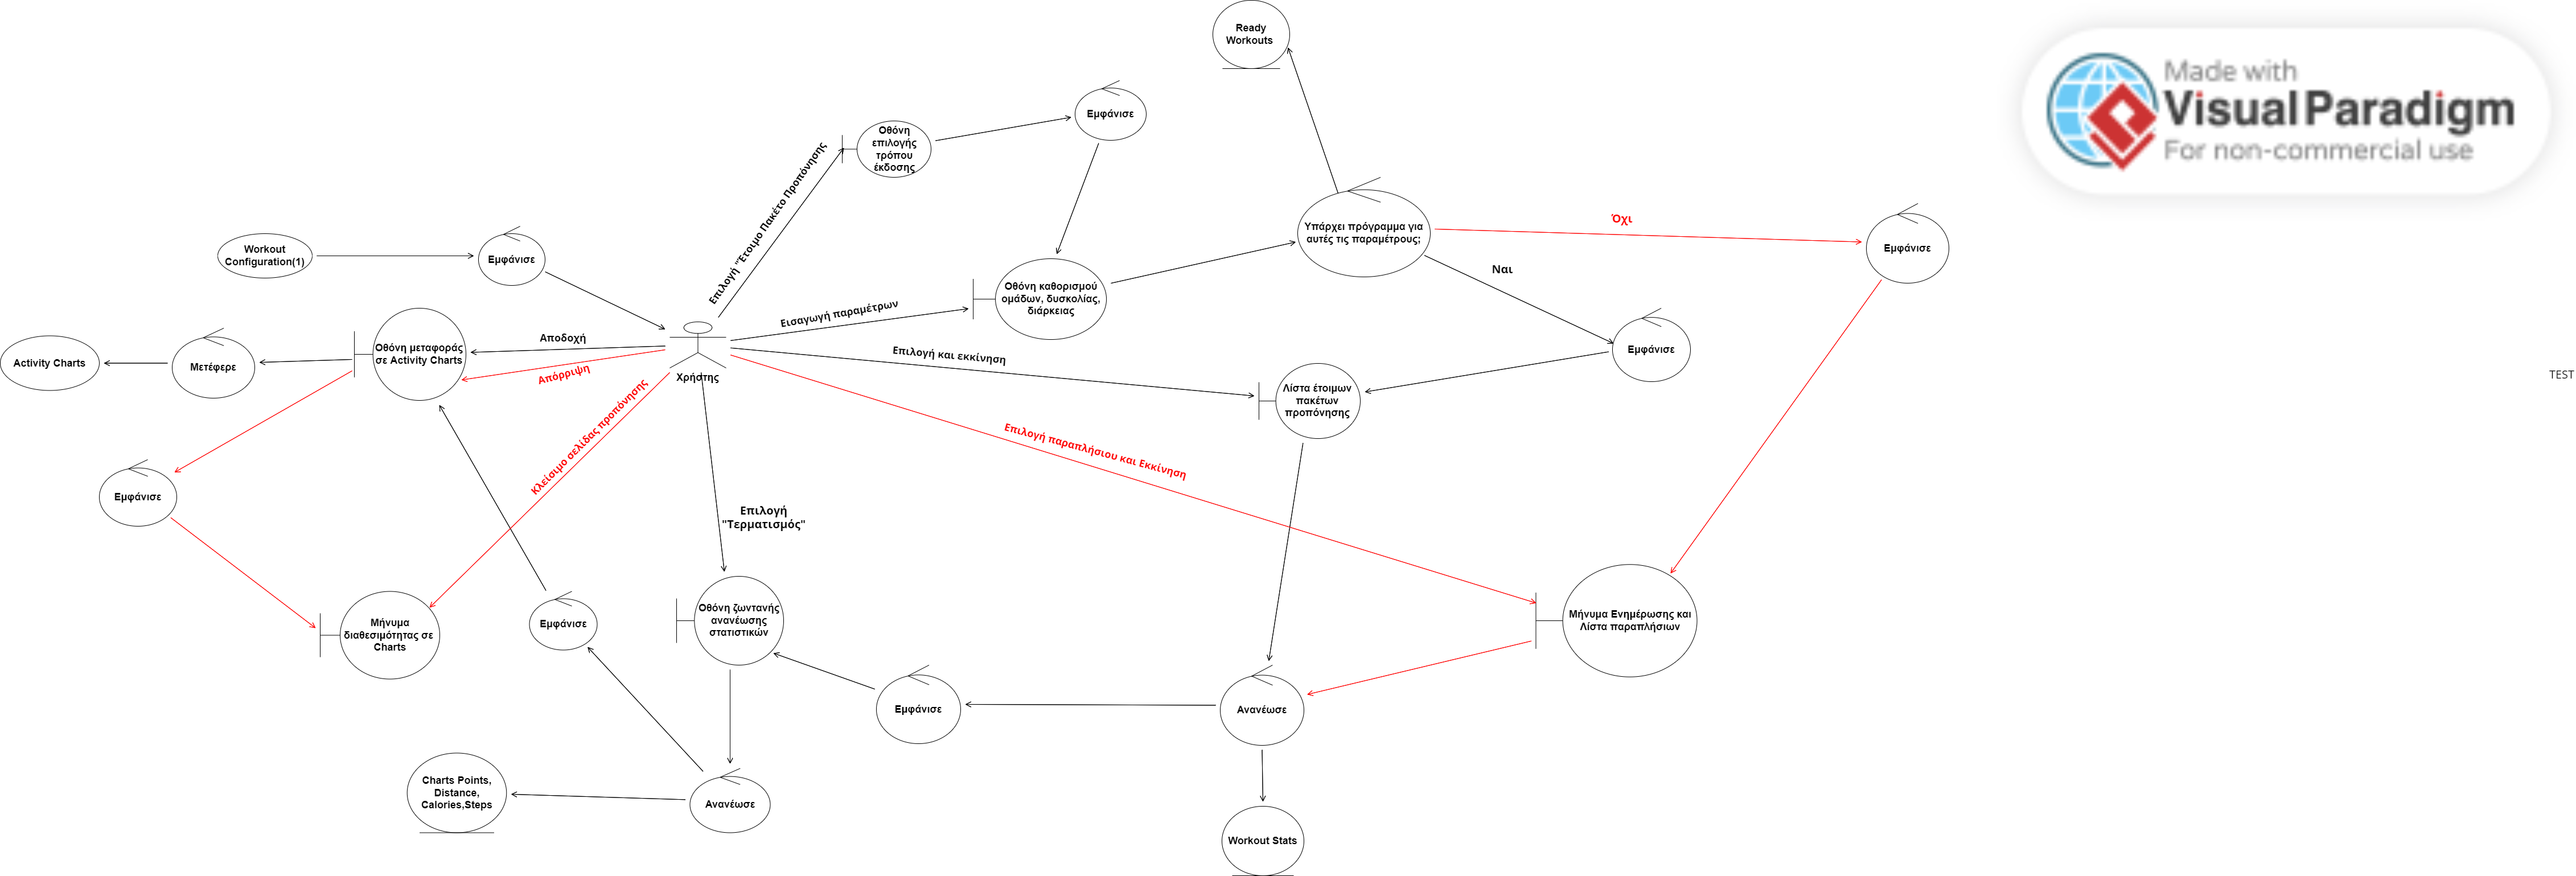 Ready
Workouts
Made with
Visual Paradigm
For non-commercial use
Εμφάνισε
Οθόνη
επιλογής
τρόπου
έκδοσης
Επιλογή "Έτοιμο Πακέτο Προπόνησης
Υπάρχει πρόγραμμα για
αυτές τις παραμέτρους;
Όχι
Εμφάνισε
Workout
Configuration(1)
Εμφάνισε
Ναι
Οθόνη καθορισμού
ομάδων, δυσκολίας,
διάρκειας
Εισαγωγή παραμέτρων
Αποδοχή
Οθόνη μεταφοράς
σε Activity Charts
Μετέφερε
Activity Charts
Απόρριψη
Χρήστης
Επιλογή και εκκίνηση
Εμφάνισε
TEST
Λίστα έτοιμων
πακέτων
προπόνησης
Κλείσιμο σελίδας προπόνησης
Επιλογή παραπλήσιου και Εκκίνηση
Εμφάνισε
Επιλογή
"Τερματισμός"
Μήνυμα
διαθεσιμότητας σε
Charts
Εμφάνισε
Οθόνη ζωντανής
ανανέωσης
στατιστικών
Μήνυμα Ενημέρωσης και
Λίστα παραπλήσιων
Εμφάνισε
Ανανέωσε
Charts Points,
Distance,
Calories,Steps
Ανανέωσε
Workout Stats